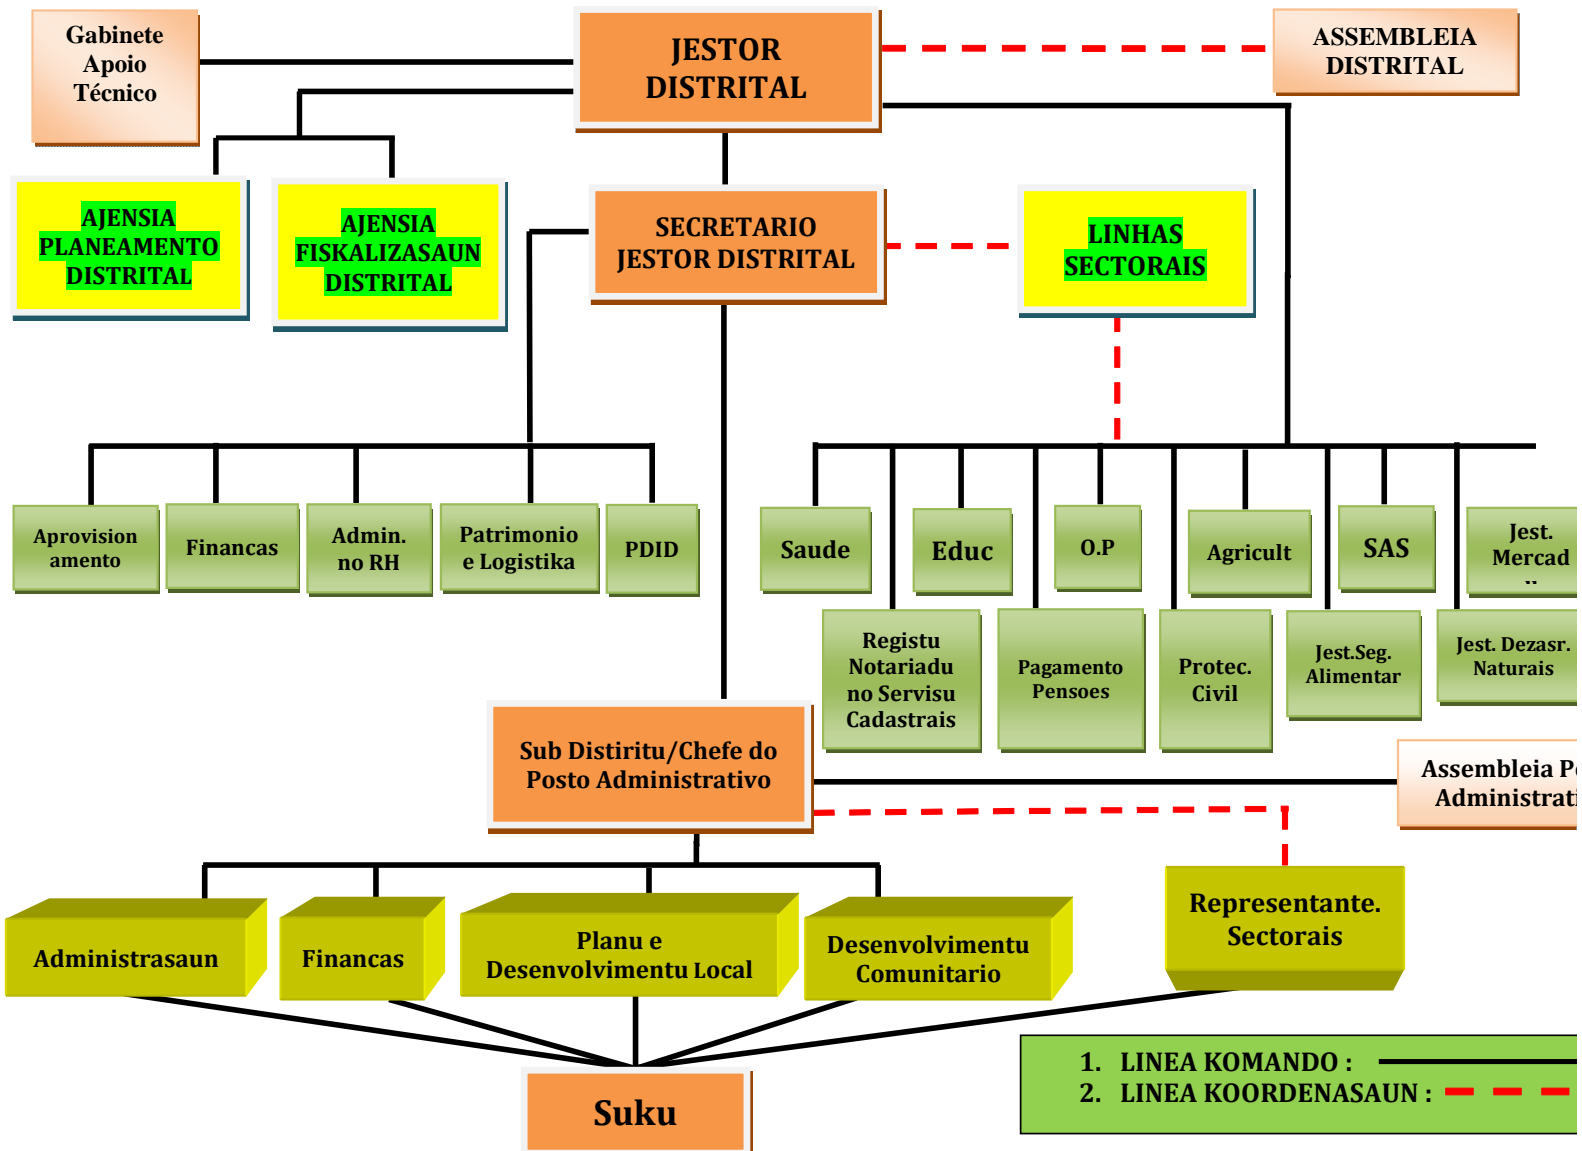 Gabinete
Apoio
Técnico
JESTOR
DISTRITAL
ASSEMBLEIA
DISTRITAL
AJENSIA
PLANEAMENTO
DISTRITAL
AJENSIA
FISKALIZASAUN
DISTRITAL
SECRETARIO
JESTOR DISTRITAL
LINHAS
SECTORAIS
Aprovision
amento
Financas
Admin.
no RH
Patrimonio
e Logistika
PDID
Saude
Educ
O.P
Agricult
SAS
Jest.
Mercad
Registu
Notariadu
no Servisu
Cadastrais
Pagamento
Pensoes
Protec.
Civil
Jest.Seg.
Alimentar
Jest. Dezasr.
Naturais
Sub Distiritu/Chefe do
Posto Administrativo
Assembleia
Administrasaun
Financas
Planu e
Desenvolvimentu Local
Desenvolvimentu
Comunitario
Representante.
Sectorais
Suku
1. LINEA KOMANDO :
2. LINEA KOORDENASAUN :